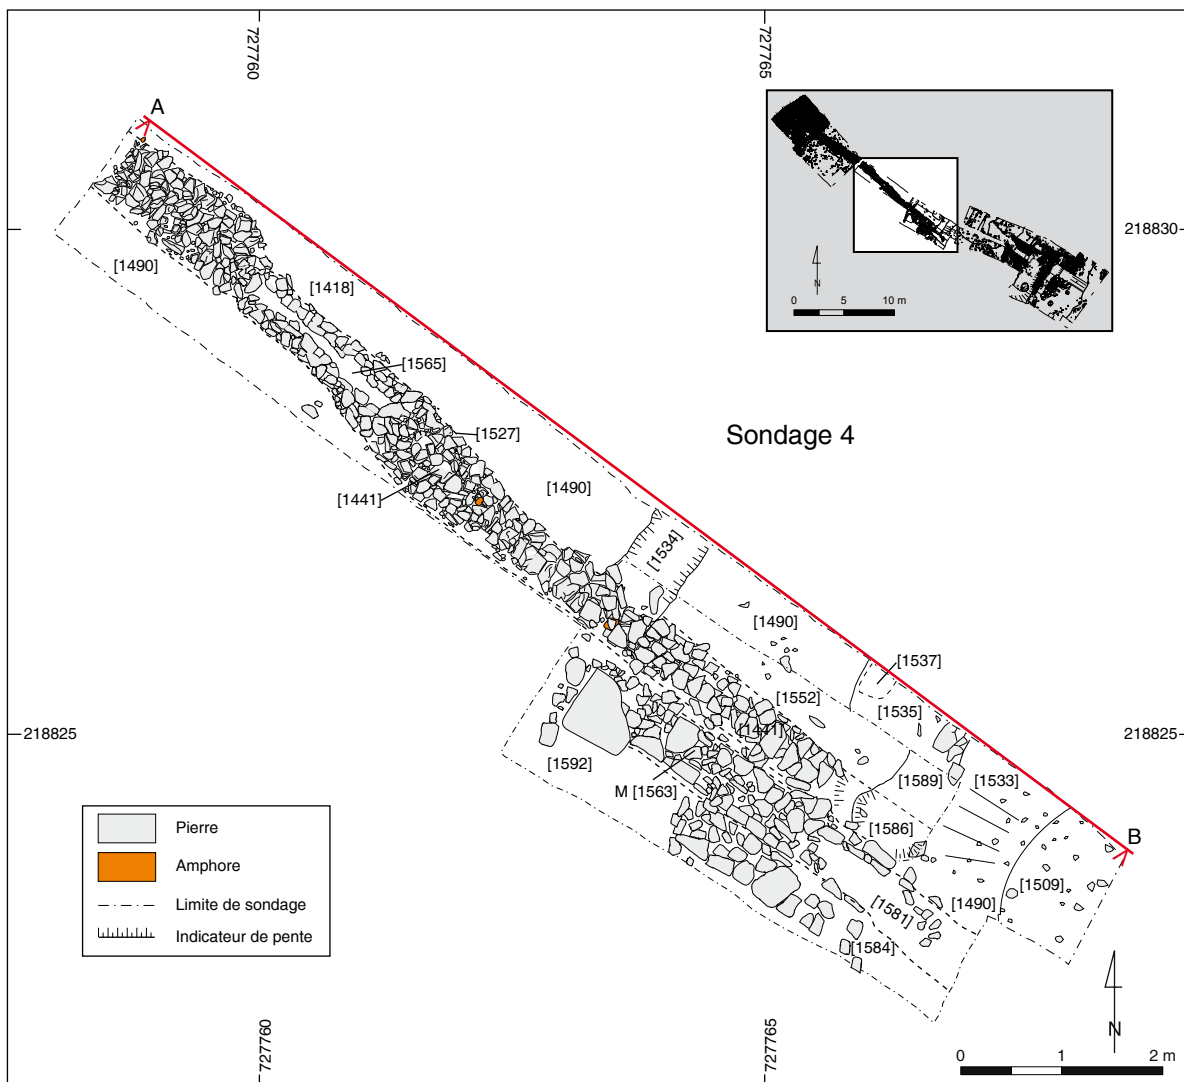 727760
727765
A
218830
N
0 5 10 m
[1490]
[1418]
[1565]
[1527]
Sondage 4
[1441]
[1490]
[1534]
[1490]
[1537]
[1552]
[1535]
218825
[1441]
218825
[1592]
[1589]
[1533]
M [1563]
[1586]
B
[1509]
[1581]
[1490]
[1584]
Pierre
Amphore
Limite de sondage
Indicateur de pente
N
727760
727765
0 1 2 m